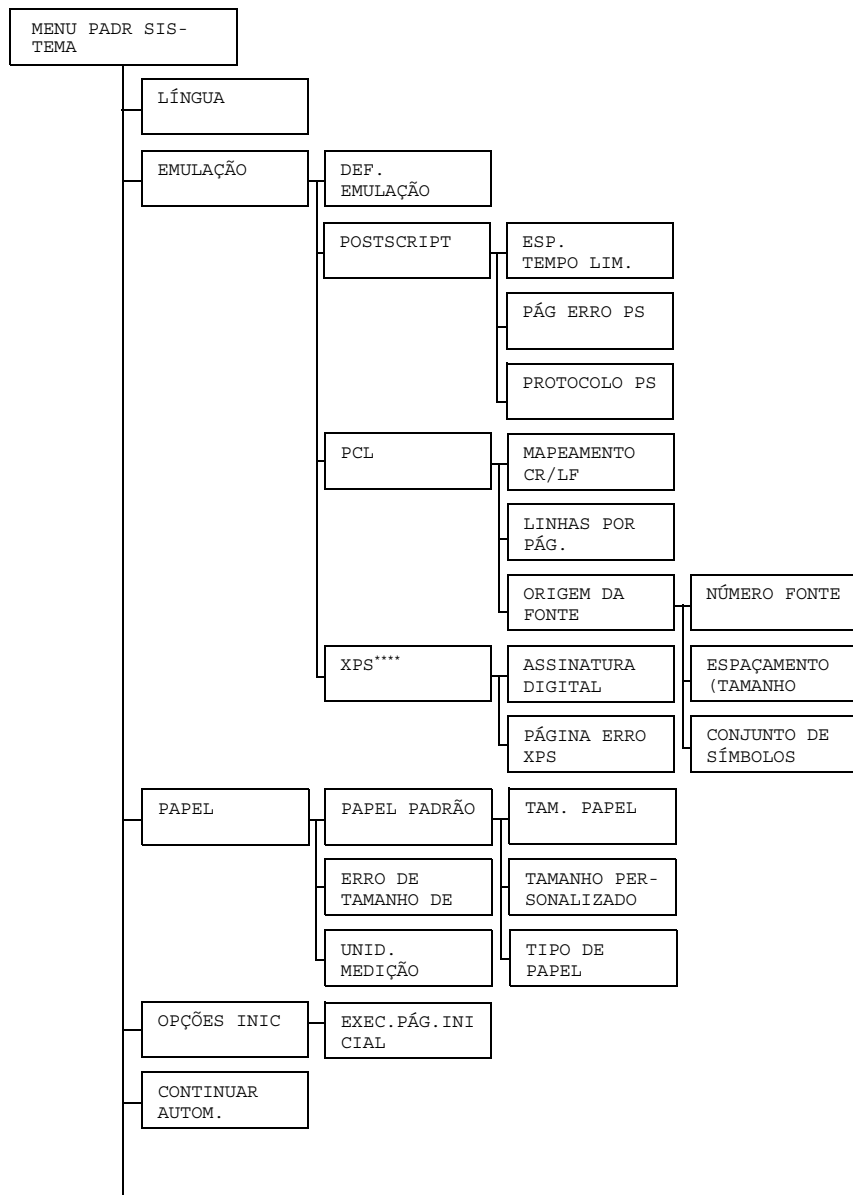 MENU PADR SIS-
TEMA
LÍNGUA
EMULAÇÃO
DEF.
EMULAÇÃO
POSTSCRIPT
ESP.
TEMPO LIM.
PÁG ERRO PS
PROTOCOLO PS
PCL
MAPEAMENTO
CR/LF
LINHAS POR
PÁG.
ORIGEM DA
FONTE
NÚMERO FONTE
ESPAÇAMENTO
(TAMANHO
CONJUNTO DE
SÍMBOLOS
XPS****
ASSINATURA
DIGITAL
PÁGINA ERRO
XPS
PAPEL
PAPEL PADRÃO
TAM. PAPEL
TAMANHO PER-
SONALIZADO
TIPO DE
PAPEL
ERRO DE
TAMANHO DE
UNID.
MEDIÇÃO
OPÇÕES INIC
EXEC.PÁG.INI
CIAL
CONTINUAR
AUTOM.